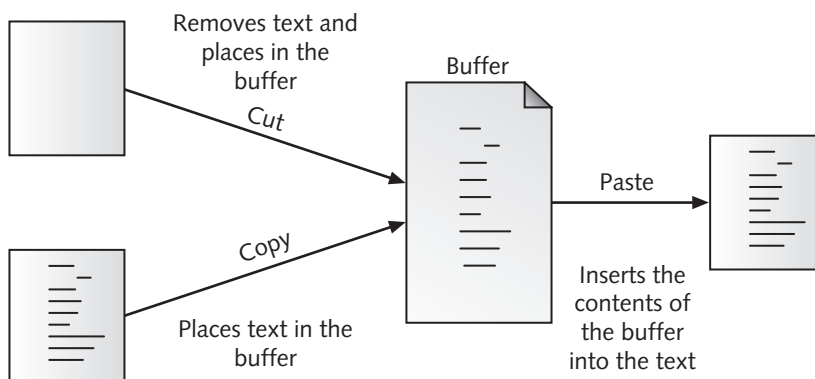 Removes text and
places in the
buffer
Cut
Buffer
Paste
Copy
Places text in the
buffer
Inserts the
contents of
the buffer
into the text